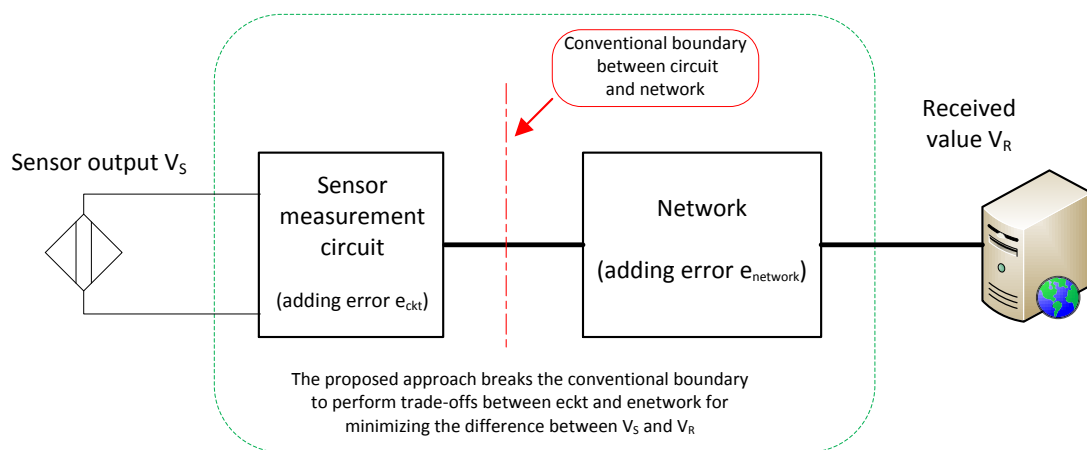 Conventional boundary
between circuit
and network
Received
value VR
Sensor output VS
Sensor
measurement
circuit
(adding error eckt)
Network
(adding error enetwork)
The proposed approach breaks the conventional boundary
to perform trade-offs between eckt and enetwork for
minimizing the difference between VS and VR